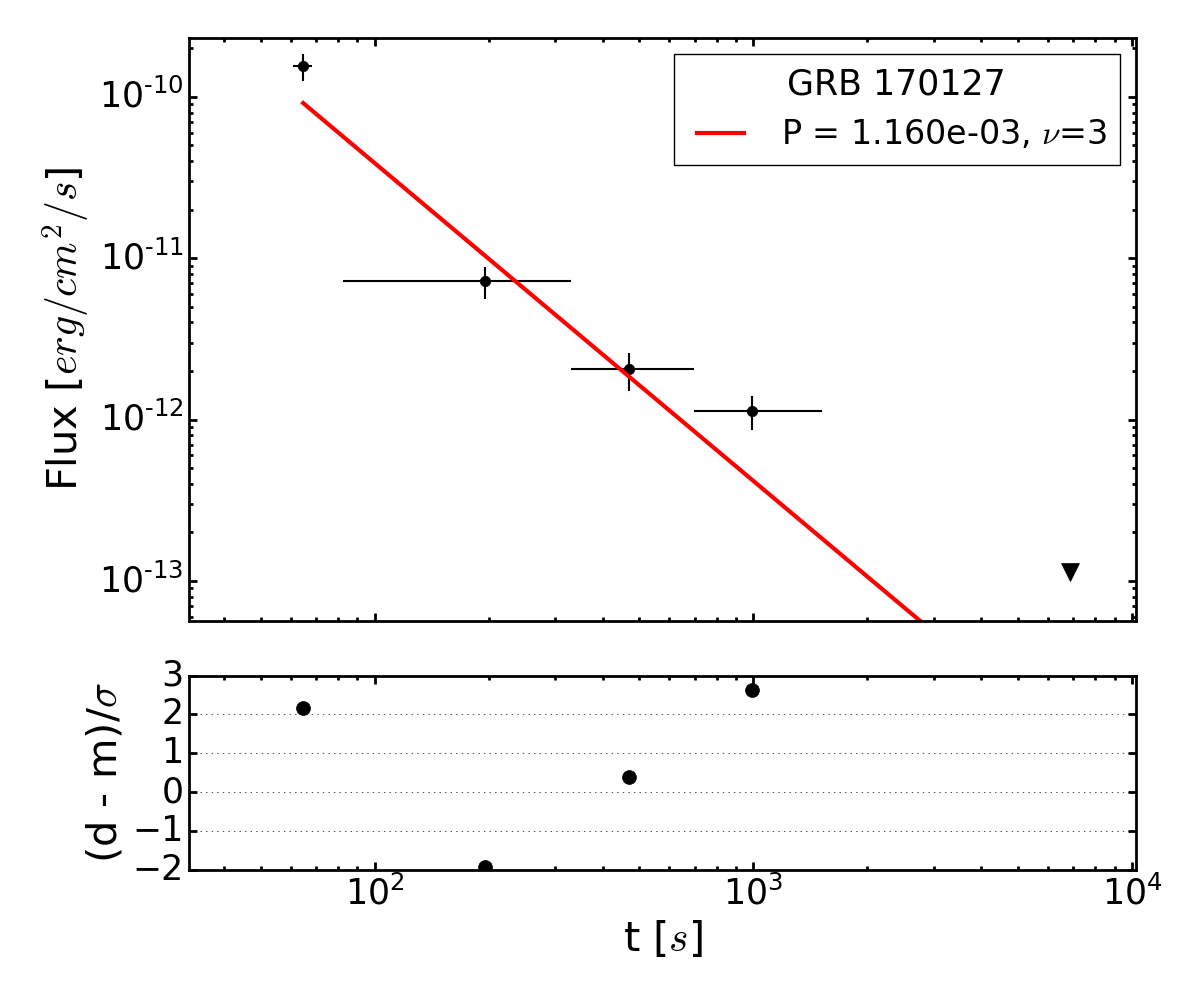 GRB 170127
P = 1.160e-03, ν=3
Flux [erg/cm²/s]
10⁻¹⁰
10⁻¹¹
10⁻¹²
10⁻¹³
(d - m)/σ
3
2
1
0
−1
−2
10² 10³ 10⁴
t [s]